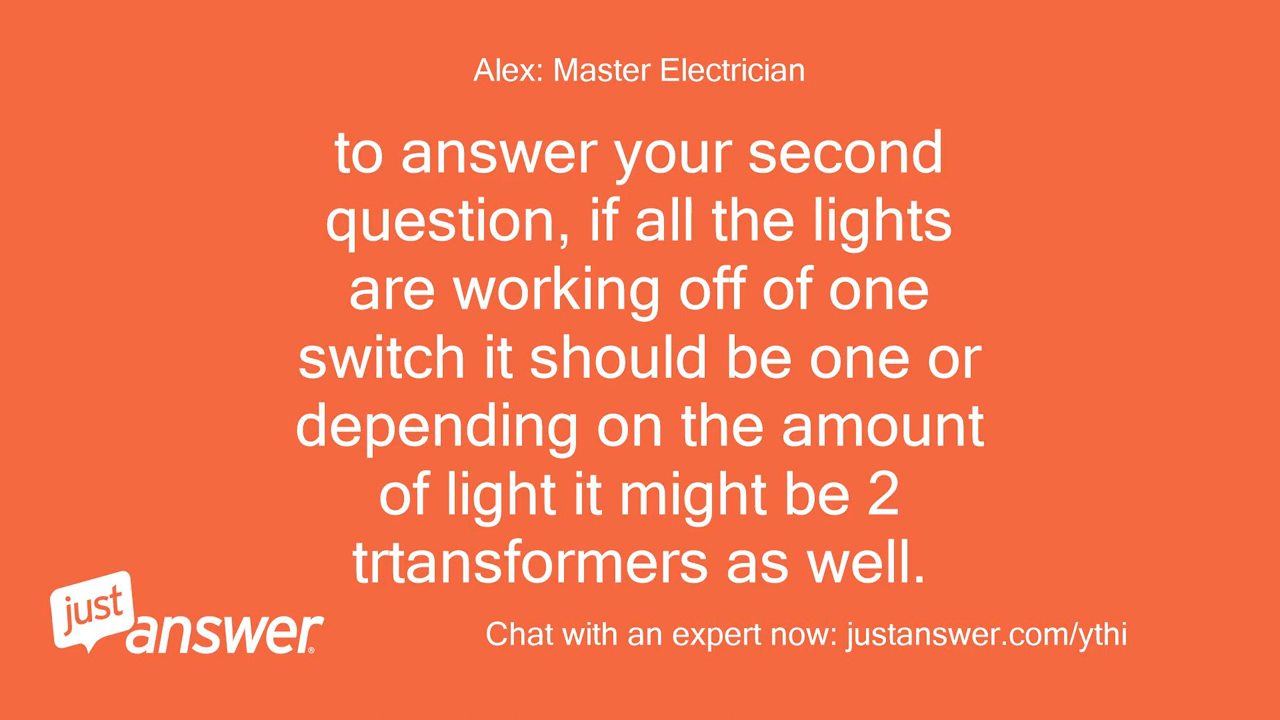 Alex: Master Electrician
to answer your second
question, if all the lights
are working off of one
switch it should be one or
depending on the amount
of light it might be 2
trtansformers as well.
just
answer®
Chat with an expert now: justanswer.com/ythi